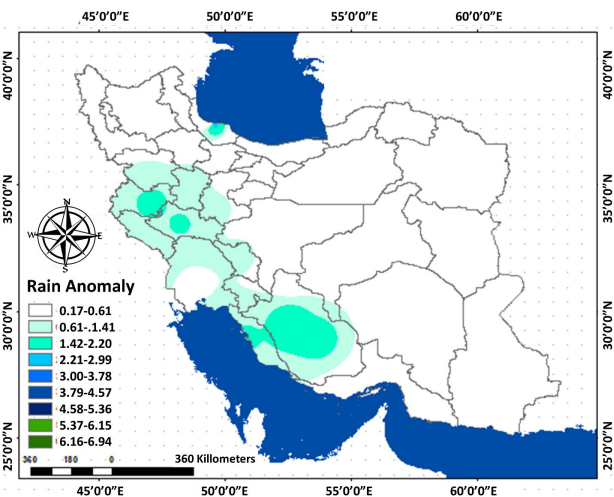 45°0'0"E 50°0'0"E 55°0'0"E 60°0'0"E
40°0'0"N 40°0'0"N
35°0'0"N 35°0'0"N
30°0'0"N 30°0'0"N
25°0'0"N 25°0'0"N
N
W E
S
Rain Anomaly
0.17-0.61
0.61-.1.41
1.42-2.20
2.21-2.99
3.00-3.78
3.79-4.57
4.58-5.36
5.37-6.15
6.16-6.94
360 180 0 360 Killometers
45°0'0"E 50°0'0"E 55°0'0"E 60°0'0"E